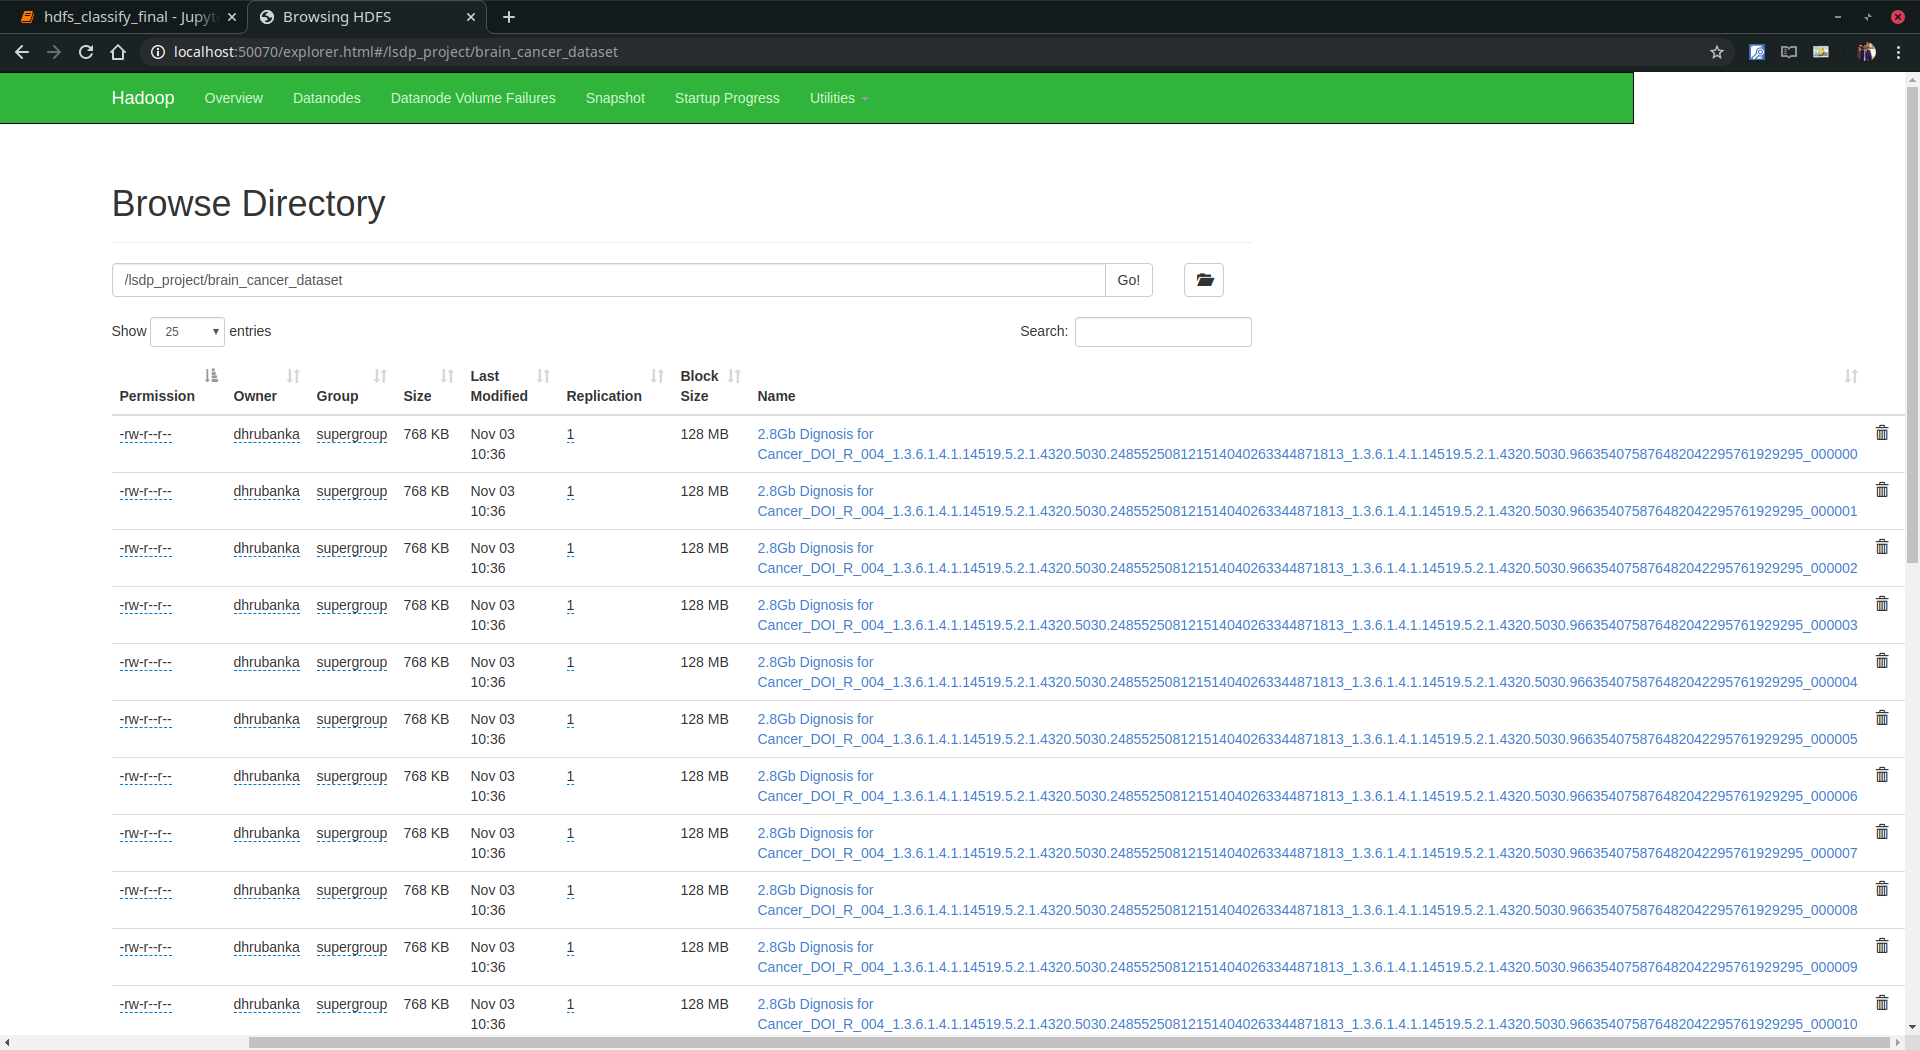 hdfs_classify_final - Jupyt
Browsing HDFS
localhost:50070/explorer.html#/lsdp_project/brain_cancer_dataset
Hadoop Overview Datanodes Datanode Volume Failures Snapshot Startup Progress Utilities
Browse Directory
/lsdp_project/brain_cancer_dataset Go!
Show 25 entries Search:
Permission Owner Group Size Last Modified Replication Block Size Name
-rw-r--r-- dhrubanka supergroup 768 KB Nov 03 1 128 MB 2.8Gb Dignosis for
10:36 Cancer_DOI_R_004_1.3.6.1.4.1.14519.5.2.1.4320.5030.248552508121514040263344871813_1.3.6.1.4.1.14519.5.2.1.4320.5030.966354075876482042295761929295_000000
-rw-r--r-- dhrubanka supergroup 768 KB Nov 03 1 128 MB 2.8Gb Dignosis for
10:36 Cancer_DOI_R_004_1.3.6.1.4.1.14519.5.2.1.4320.5030.248552508121514040263344871813_1.3.6.1.4.1.14519.5.2.1.4320.5030.966354075876482042295761929295_000001
-rw-r--r-- dhrubanka supergroup 768 KB Nov 03 1 128 MB 2.8Gb Dignosis for
10:36 Cancer_DOI_R_004_1.3.6.1.4.1.14519.5.2.1.4320.5030.248552508121514040263344871813_1.3.6.1.4.1.14519.5.2.1.4320.5030.966354075876482042295761929295_000002
-rw-r--r-- dhrubanka supergroup 768 KB Nov 03 1 128 MB 2.8Gb Dignosis for
10:36 Cancer_DOI_R_004_1.3.6.1.4.1.14519.5.2.1.4320.5030.248552508121514040263344871813_1.3.6.1.4.1.14519.5.2.1.4320.5030.966354075876482042295761929295_000003
-rw-r--r-- dhrubanka supergroup 768 KB Nov 03 1 128 MB 2.8Gb Dignosis for
10:36 Cancer_DOI_R_004_1.3.6.1.4.1.14519.5.2.1.4320.5030.248552508121514040263344871813_1.3.6.1.4.1.14519.5.2.1.4320.5030.966354075876482042295761929295_000004
-rw-r--r-- dhrubanka supergroup 768 KB Nov 03 1 128 MB 2.8Gb Dignosis for
10:36 Cancer_DOI_R_004_1.3.6.1.4.1.14519.5.2.1.4320.5030.248552508121514040263344871813_1.3.6.1.4.1.14519.5.2.1.4320.5030.966354075876482042295761929295_000005
-rw-r--r-- dhrubanka supergroup 768 KB Nov 03 1 128 MB 2.8Gb Dignosis for
10:36 Cancer_DOI_R_004_1.3.6.1.4.1.14519.5.2.1.4320.5030.248552508121514040263344871813_1.3.6.1.4.1.14519.5.2.1.4320.5030.966354075876482042295761929295_000006
-rw-r--r-- dhrubanka supergroup 768 KB Nov 03 1 128 MB 2.8Gb Dignosis for
10:36 Cancer_DOI_R_004_1.3.6.1.4.1.14519.5.2.1.4320.5030.248552508121514040263344871813_1.3.6.1.4.1.14519.5.2.1.4320.5030.966354075876482042295761929295_000007
-rw-r--r-- dhrubanka supergroup 768 KB Nov 03 1 128 MB 2.8Gb Dignosis for
10:36 Cancer_DOI_R_004_1.3.6.1.4.1.14519.5.2.1.4320.5030.248552508121514040263344871813_1.3.6.1.4.1.14519.5.2.1.4320.5030.966354075876482042295761929295_000008
-rw-r--r-- dhrubanka supergroup 768 KB Nov 03 1 128 MB 2.8Gb Dignosis for
10:36 Cancer_DOI_R_004_1.3.6.1.4.1.14519.5.2.1.4320.5030.248552508121514040263344871813_1.3.6.1.4.1.14519.5.2.1.4320.5030.966354075876482042295761929295_000009
-rw-r--r-- dhrubanka supergroup 768 KB Nov 03 1 128 MB 2.8Gb Dignosis for
10:36 Cancer_DOI_R_004_1.3.6.1.4.1.14519.5.2.1.4320.5030.248552508121514040263344871813_1.3.6.1.4.1.14519.5.2.1.4320.5030.966354075876482042295761929295_000010